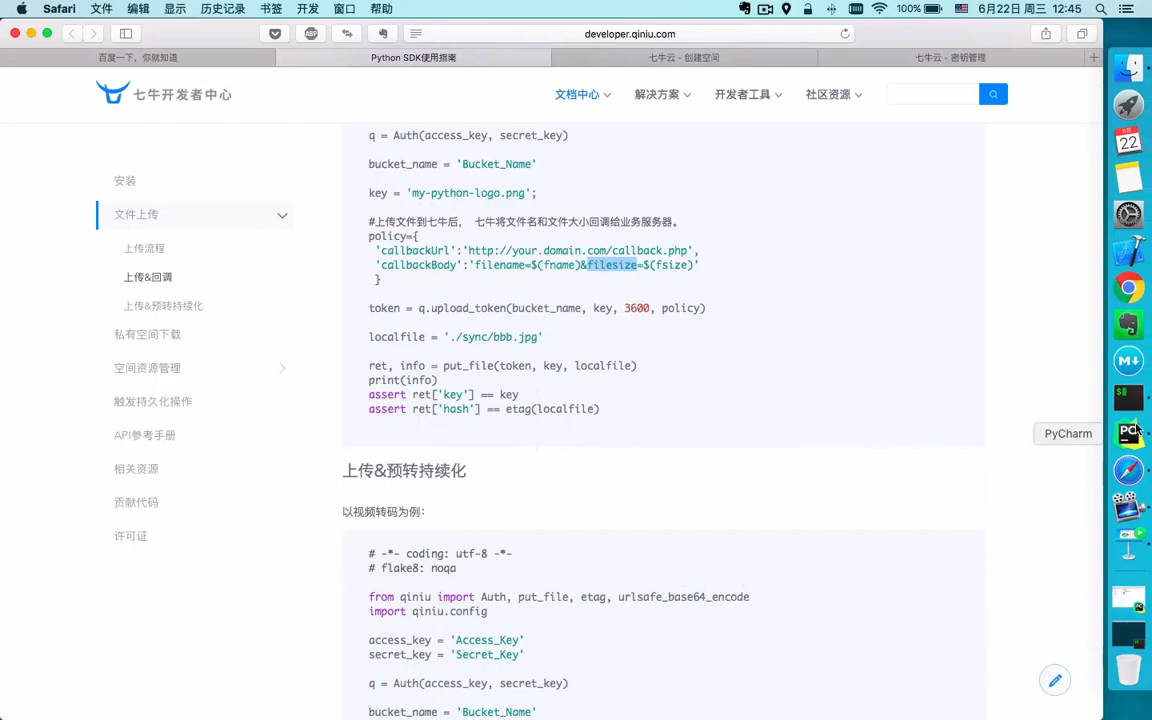 Safari 文件 编辑 显示 历史记录 书签 开发 窗口 帮助 100% 6月22日 周三 12:45
ABP developer.qiniu.com
百度一下，你就知道 Python SDK使用指南 七牛云 - 创建空间 七牛云 - 密钥管理
七牛开发者中心 文档中心 解决方案 开发者工具 社区资源
安装
文件上传
上传流程
上传&回调
上传&预转持续化
私有空间下载
空间资源管理
触发持久化操作
API参考手册
相关资源
贡献代码
许可证
q = Auth(access_key, secret_key)
bucket_name = 'Bucket_Name'
key = 'my-python-logo.png';
#上传文件到七牛后， 七牛将文件名和文件大小回调给业务服务器。
policy={
'callbackUrl':'http://your.domain.com/callback.php',
'callbackBody':'filename=$(fname)&filesize=$(fsize)'
}
token = q.upload_token(bucket_name, key, 3600, policy)
localfile = './sync/bbb.jpg'
ret, info = put_file(token, key, localfile)
print(info)
assert ret['key'] == key
assert ret['hash'] == etag(localfile)
上传&预转持续化
以视频转码为例：
# -*- coding: utf-8 -*-
# flake8: noqa
from qiniu import Auth, put_file, etag, urlsafe_base64_encode
import qiniu.config
access_key = 'Access_Key'
secret_key = 'Secret_Key'
q = Auth(access_key, secret_key)
bucket_name = 'Bucket_Name'
22
M
PC
PyCharm